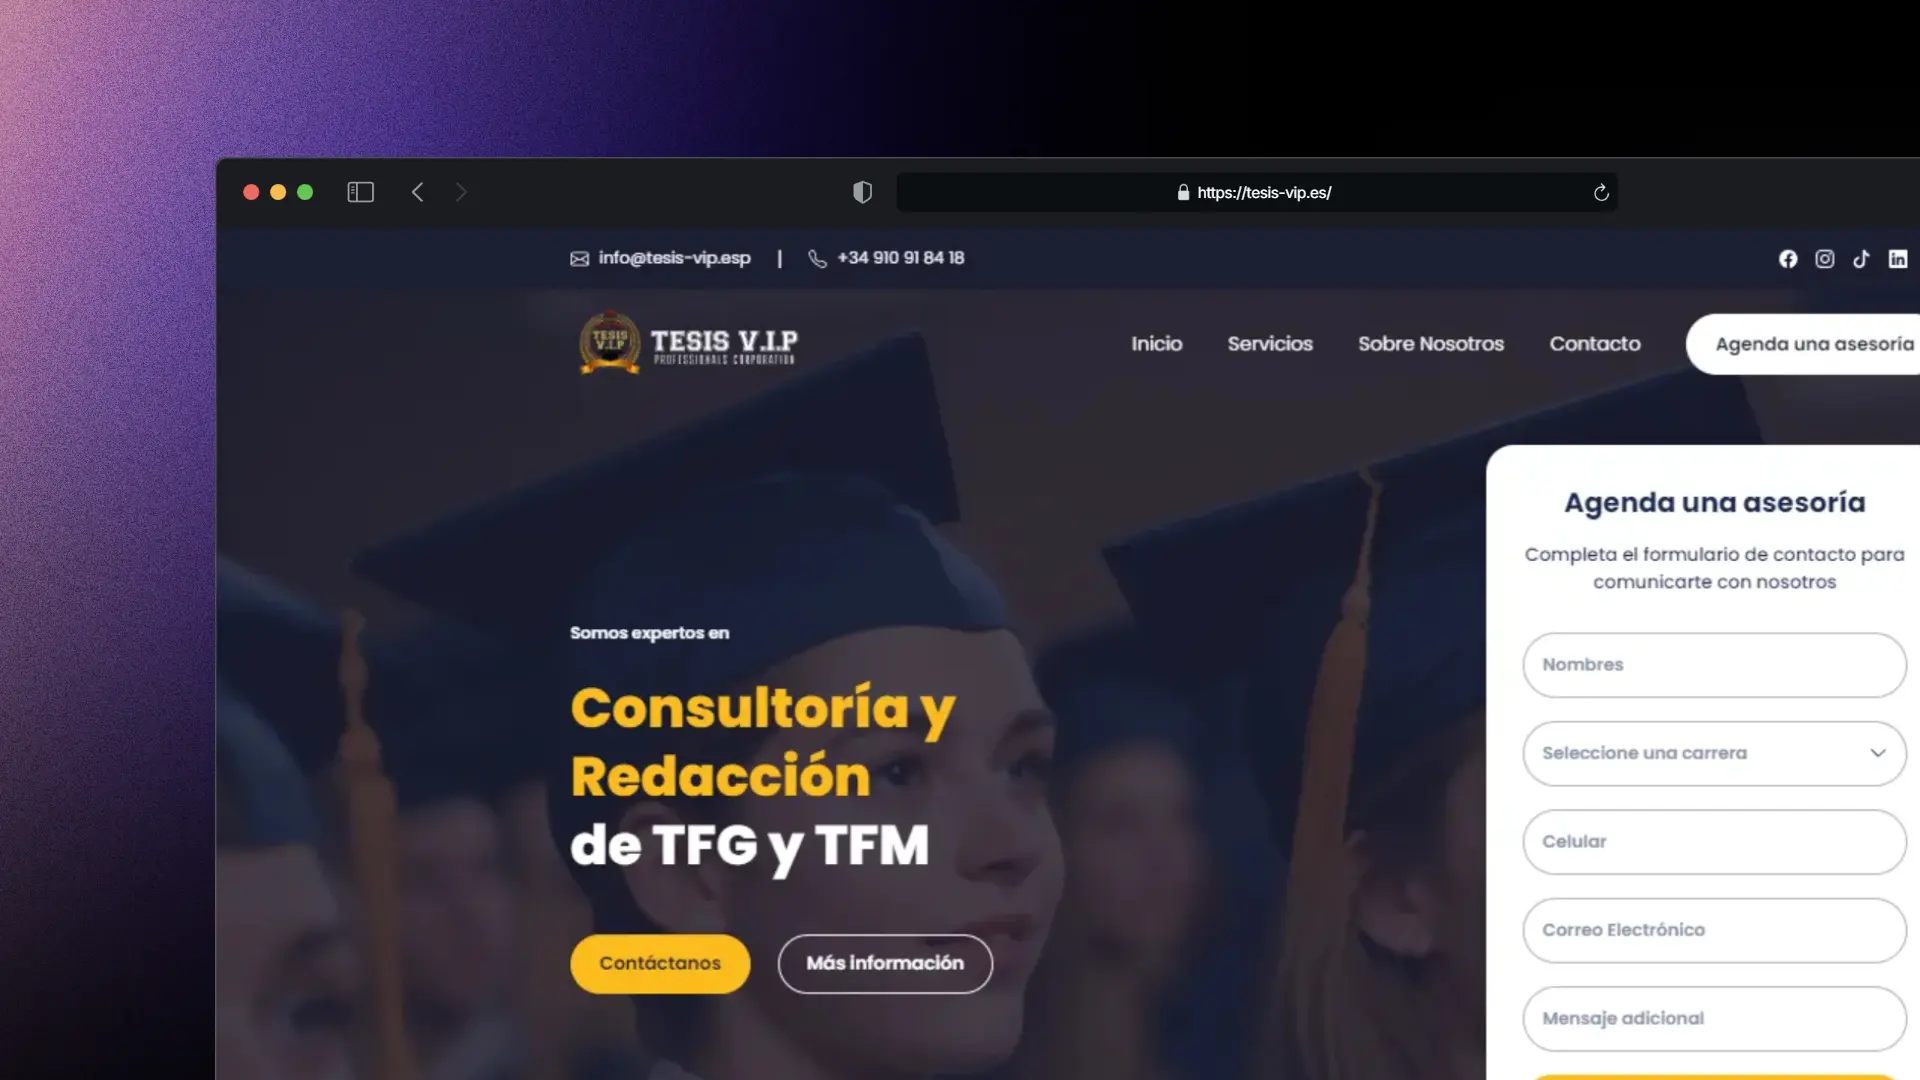 https://tesis-vip.es/
info@tesis-vip.esp | +34 910 91 84 18
TESIS V.I.P
TESIS V.I.P
PROFESSIONALS CORPORATION
Inicio Servicios Sobre Nosotros Contacto Agenda una asesoría
Somos expertos en
Consultoría y
Redacción
de TFG y TFM
Contáctanos Más información
Agenda una asesoría
Completa el formulario de contacto para
comunicarte con nosotros
Nombres
Seleccione una carrera
Celular
Correo Electrónico
Mensaje adicional